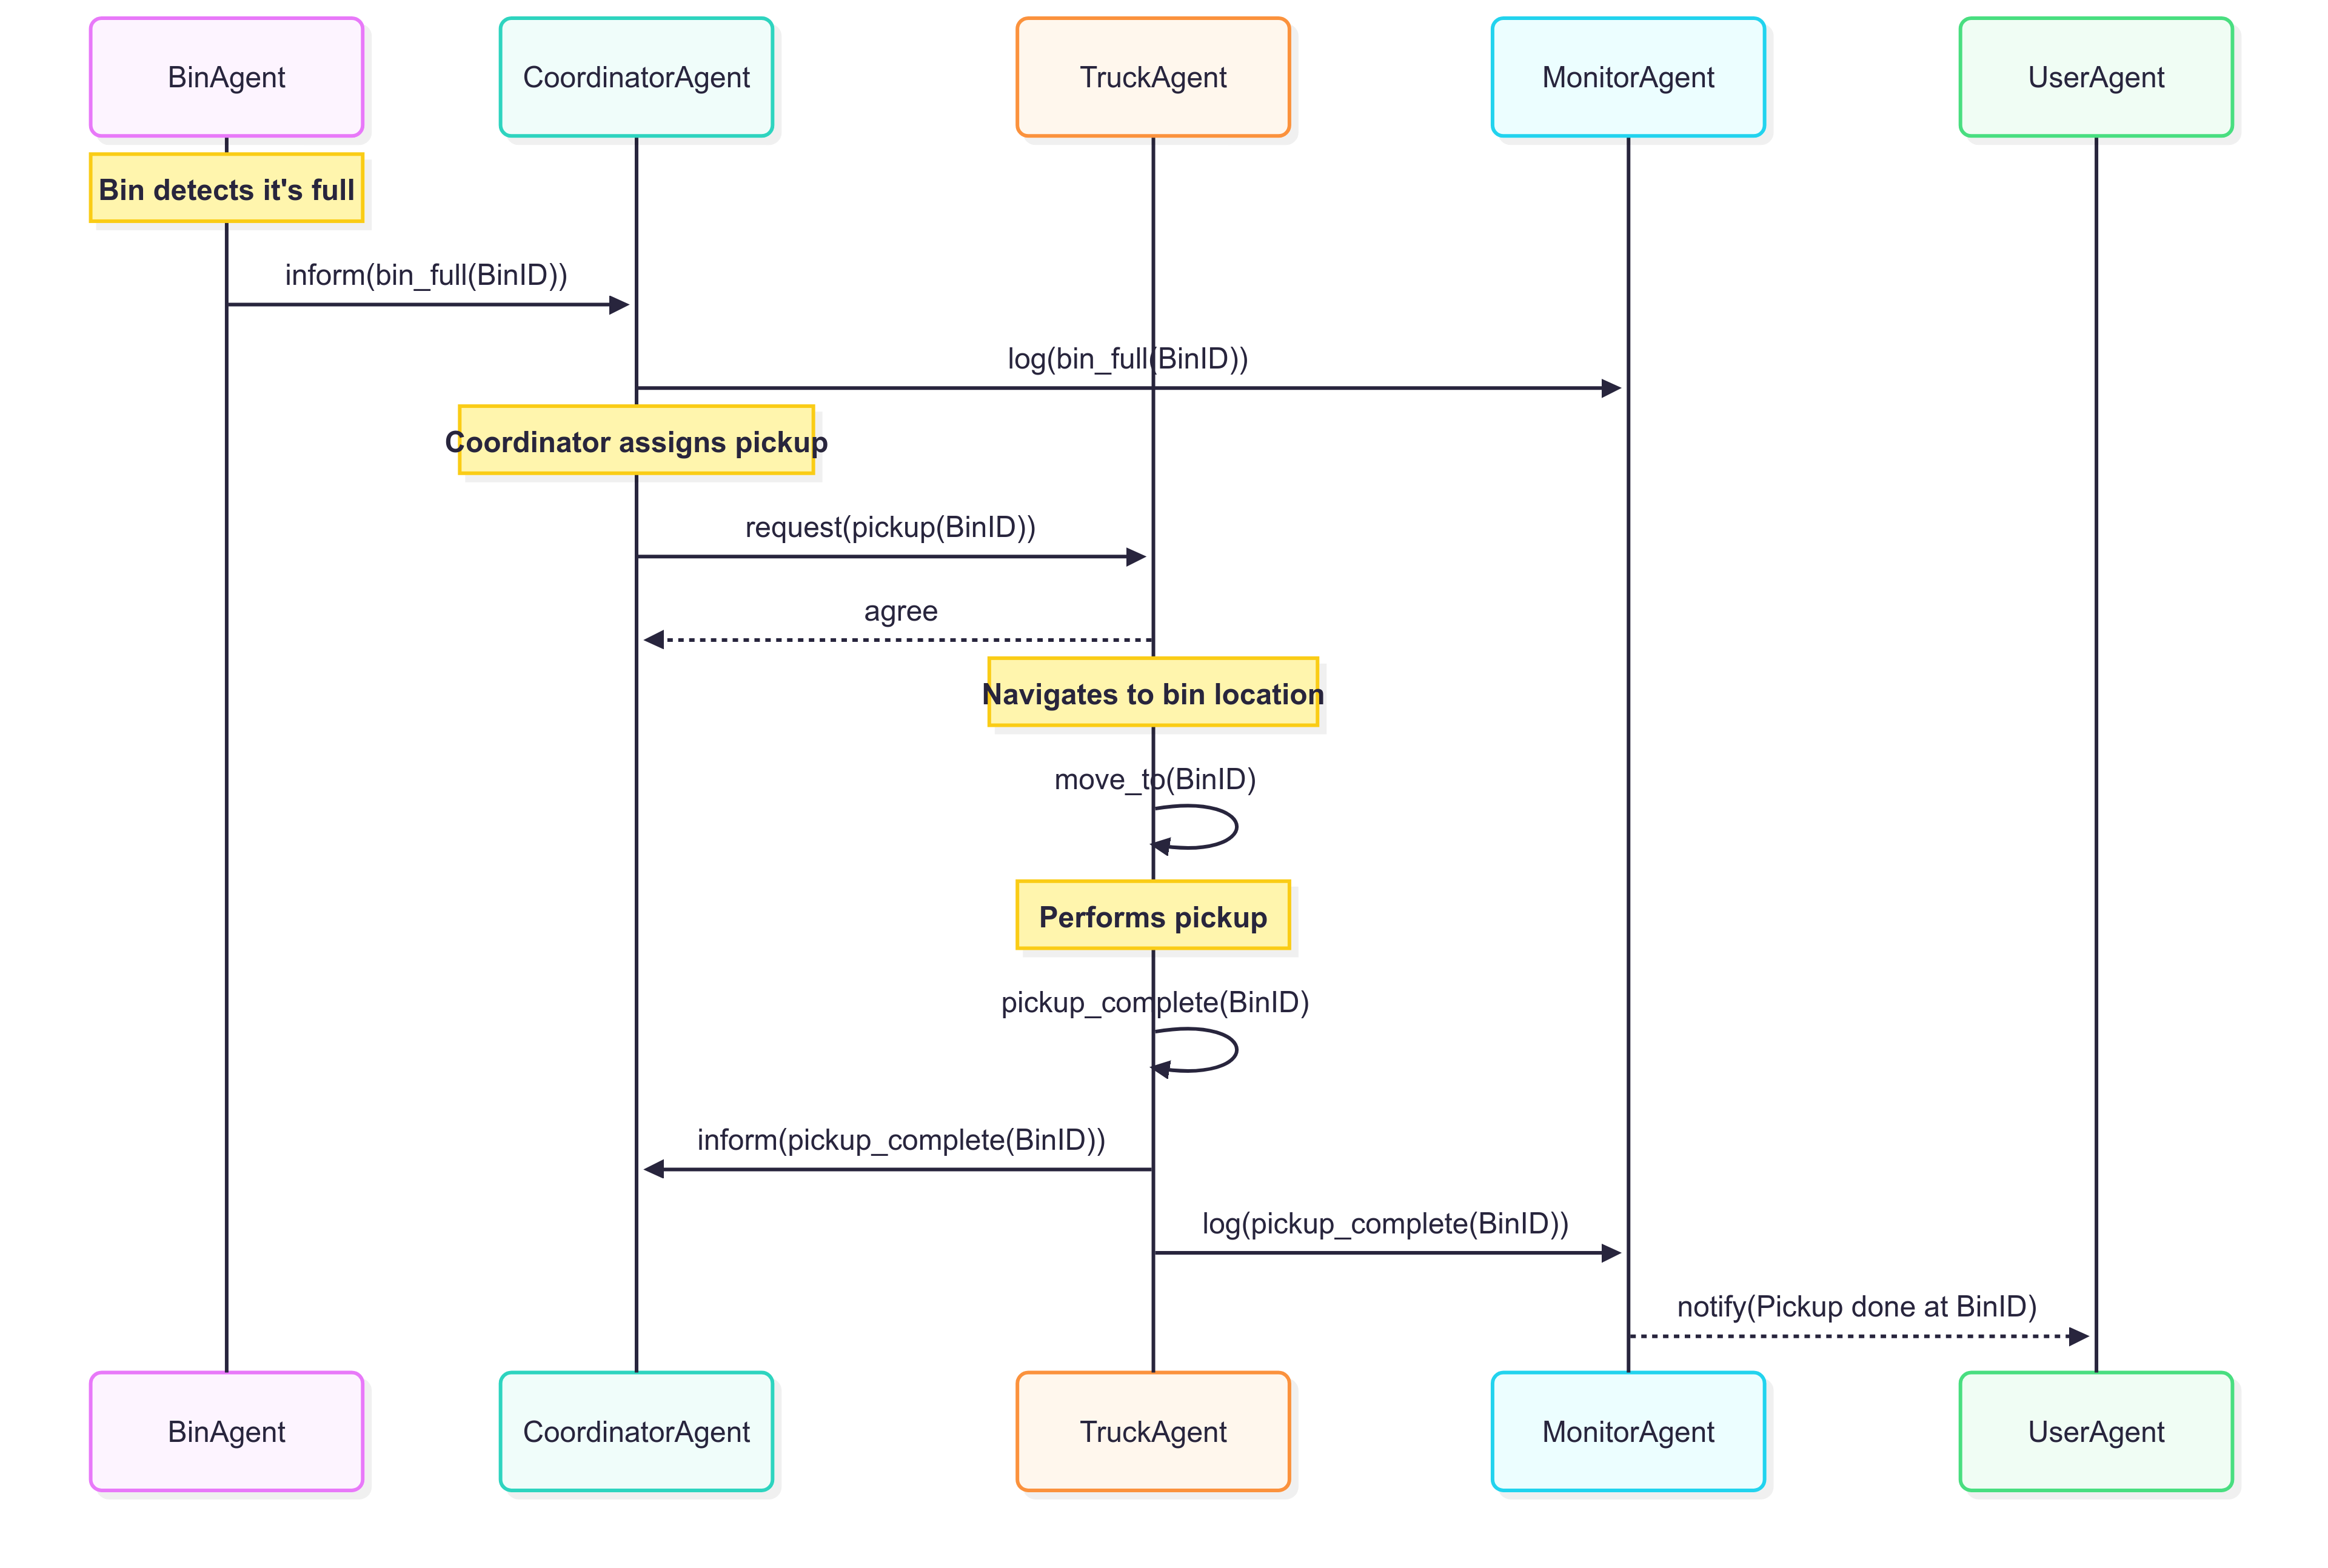 BinAgent
CoordinatorAgent
TruckAgent
MonitorAgent
UserAgent
Bin detects it's full
inform(bin_full(BinID))
log(bin_full(BinID))
Coordinator assigns pickup
request(pickup(BinID))
agree
Navigates to bin location
move_to(BinID)
Performs pickup
pickup_complete(BinID)
inform(pickup_complete(BinID))
log(pickup_complete(BinID))
notify(Pickup done at BinID)
BinAgent
CoordinatorAgent
TruckAgent
MonitorAgent
UserAgent